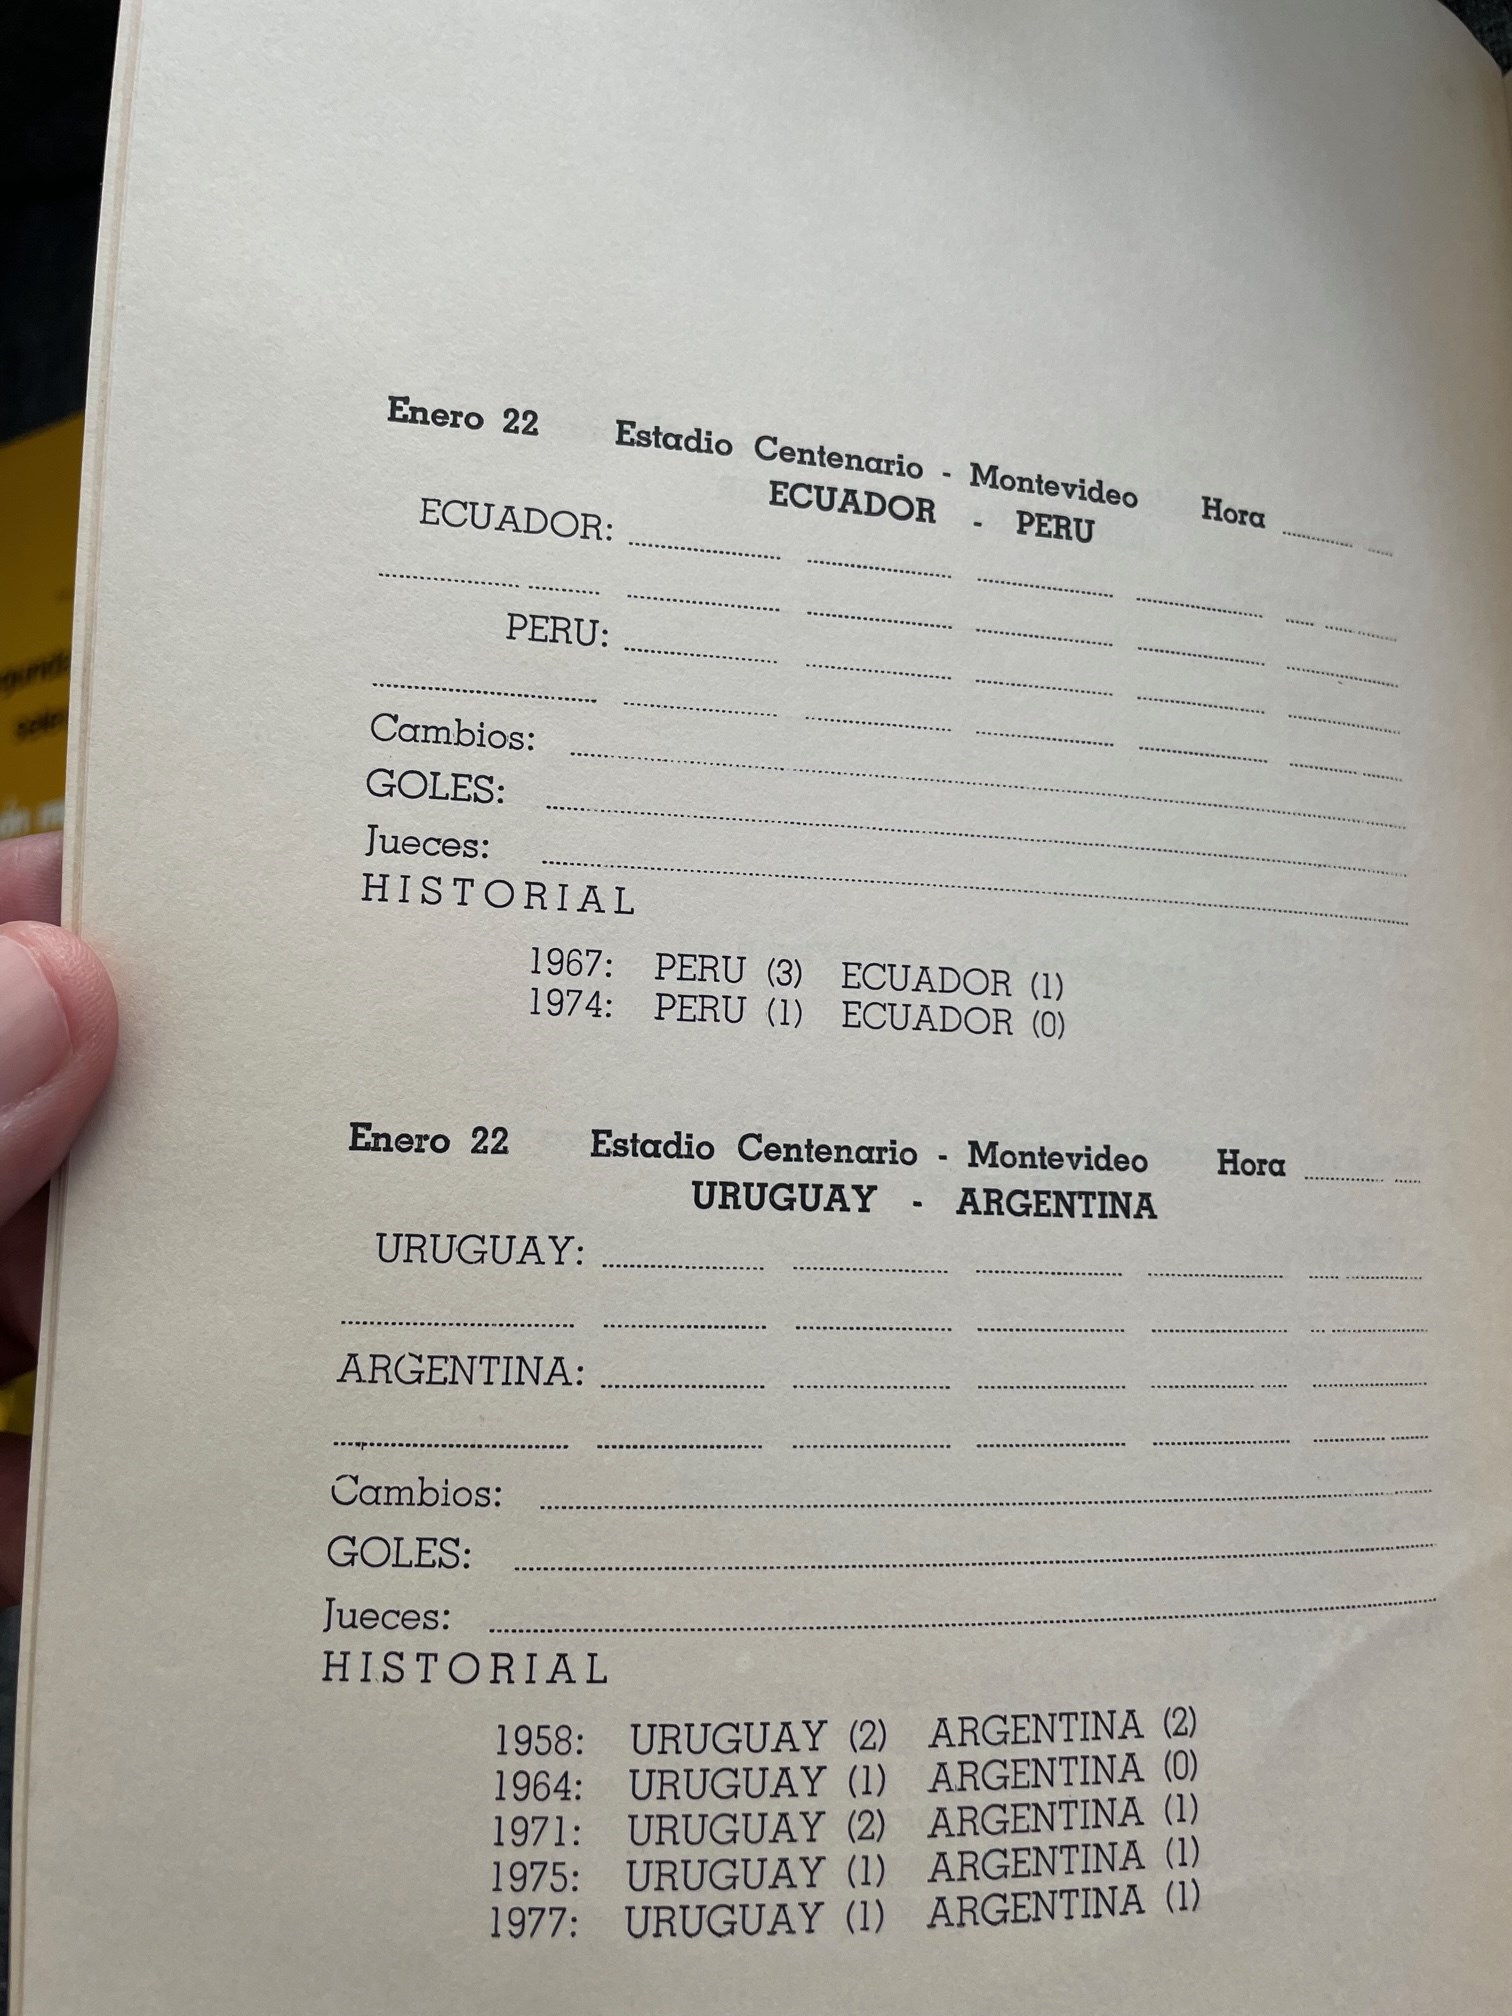 Enero 22 Estadio Centenario - Montevideo Hora
ECUADOR - PERU
ECUADOR:
PERU:
Cambios:
GOLES:
Jueces:
HISTORIAL
1967: PERU (3) ECUADOR (1)
1974: PERU (1) ECUADOR (0)
Enero 22 Estadio Centenario - Montevideo Hora
URUGUAY - ARGENTINA
URUGUAY:
ARGENTINA:
Cambios:
GOLES:
Jueces:
HISTORIAL
1958: URUGUAY (2) ARGENTINA (2)
1964: URUGUAY (1) ARGENTINA (0)
1971: URUGUAY (2) ARGENTINA (1)
1975: URUGUAY (1) ARGENTINA (1)
1977: URUGUAY (1) ARGENTINA (1)